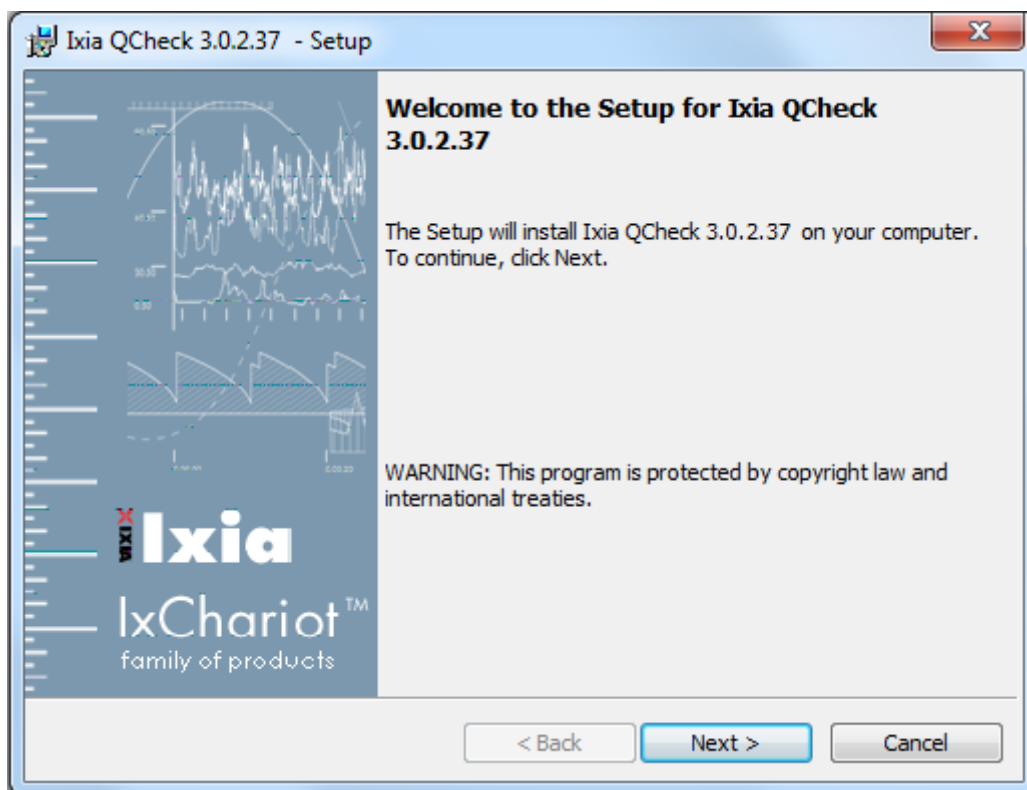 Ixia QCheck 3.0.2.37 - Setup
Welcome to the Setup for Ixia QCheck
3.0.2.37
The Setup will install Ixia QCheck 3.0.2.37 on your computer.
To continue, click Next.
WARNING: This program is protected by copyright law and
international treaties.
IXIA
Ixia
IxChariot™
family of products
< Back
Next >
Cancel